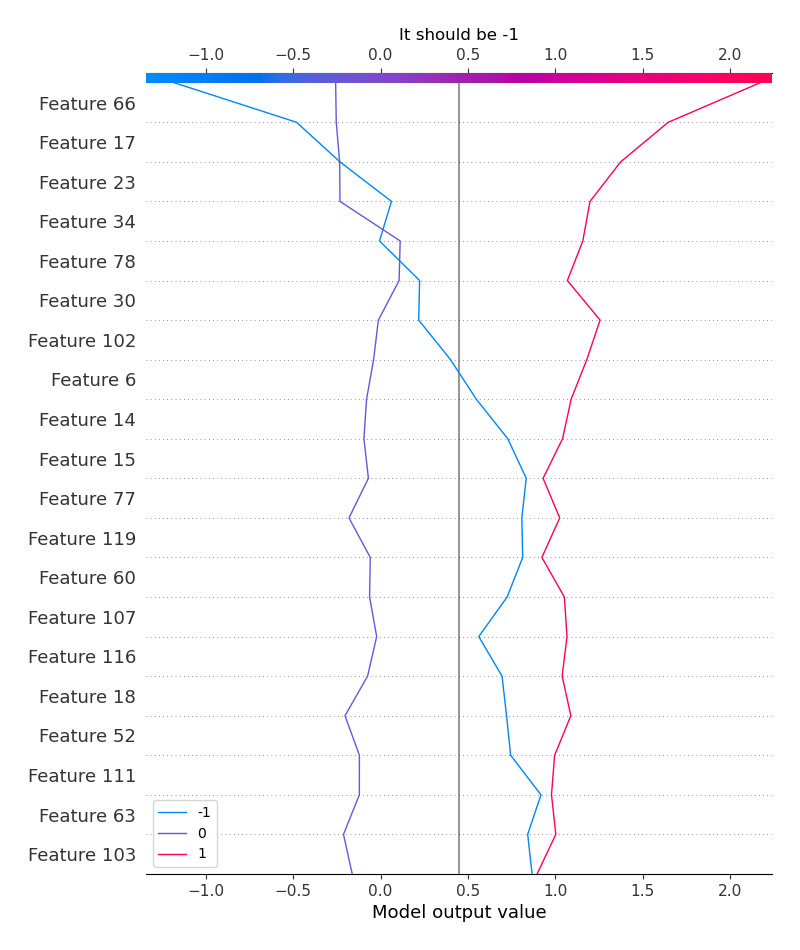 It should be -1
−1.0 −0.5 0.0 0.5 1.0 1.5 2.0
Feature 66
Feature 17
Feature 23
Feature 34
Feature 78
Feature 30
Feature 102
Feature 6
Feature 14
Feature 15
Feature 77
Feature 119
Feature 60
Feature 107
Feature 116
Feature 18
Feature 52
Feature 111
Feature 63
Feature 103
-1
0
1
−1.0 −0.5 0.0 0.5 1.0 1.5 2.0
Model output value